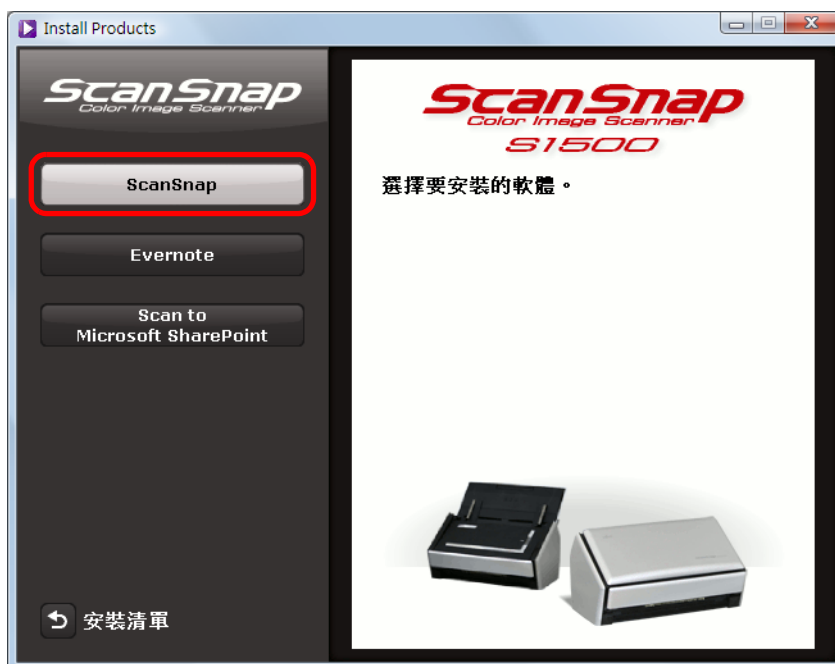 Install Products
ScanSnap
Color Image Scanner
ScanSnap
Evernote
Scan to
Microsoft SharePoint
安裝清單
ScanSnap
Color Image Scanner
S1500
選擇要安裝的軟體。